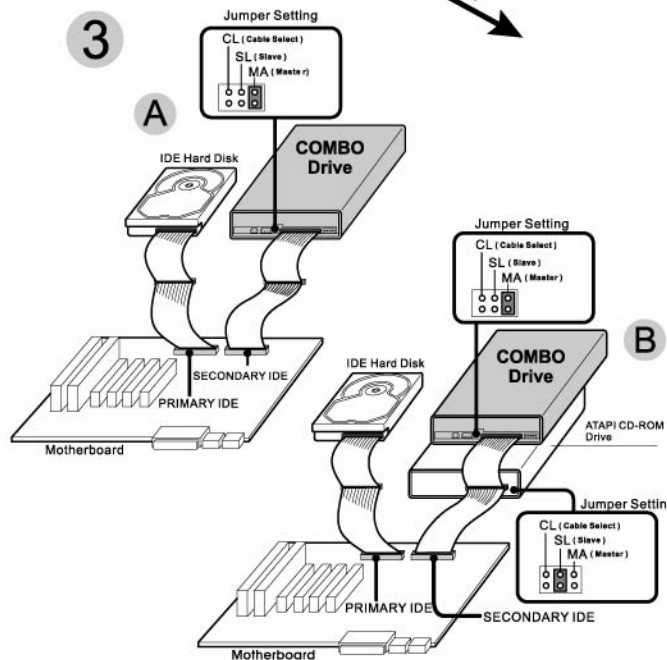 3
Jumper Setting
CL (Cable Select)
SL (Slave)
MA (Master)
A
COMBO
Drive
IDE Hard Disk
SECONDARY IDE
PRIMARY IDE
Motherboard
Jumper Setting
CL (Cable Select)
SL (Slave)
MA (Master)
B
IDE Hard Disk
COMBO
Drive
ATAPI CD-ROM
Drive
Jumper Settin
CL (Cable Select)
SL (Slave)
MA (Master)
PRIMARY IDE
SECONDARY IDE
Motherboard